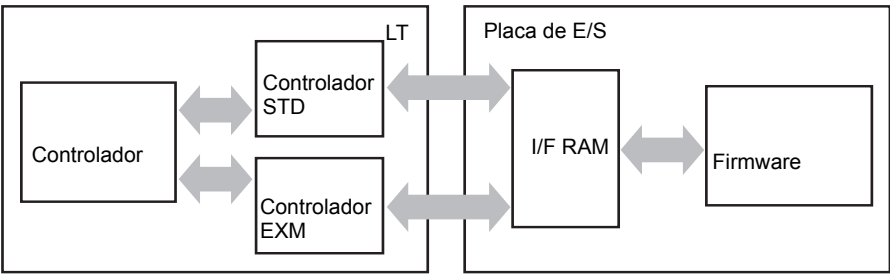 LT
Placa de E/S
Controlador
STD
Controlador
I/F RAM
Firmware
Controlador
EXM